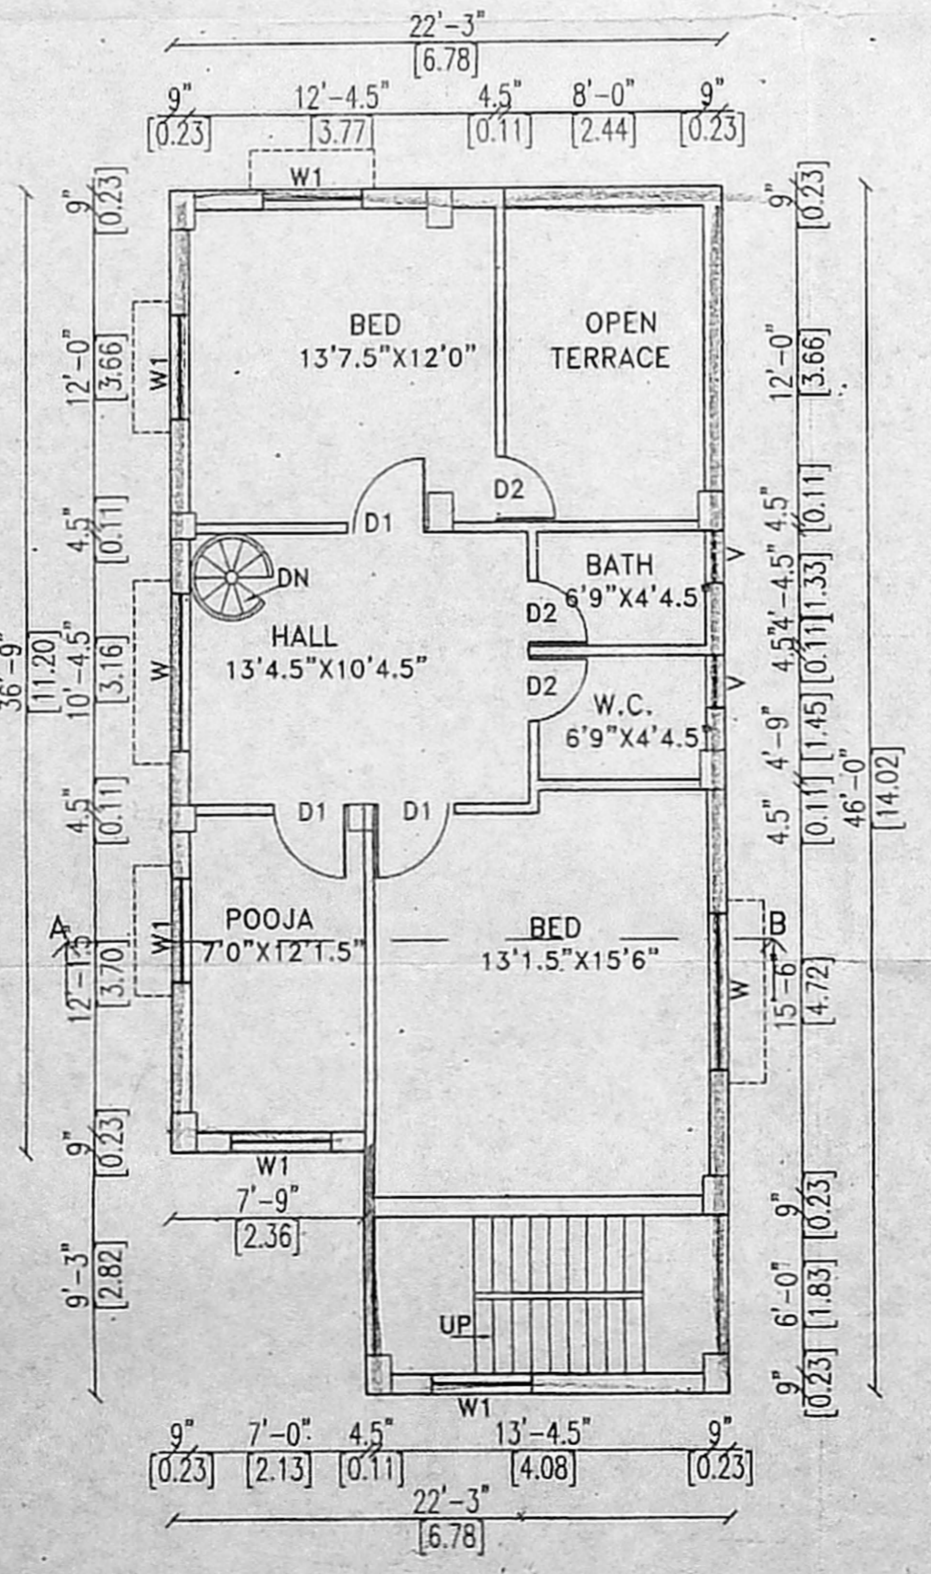 22'-3"
[6.78]
9" 12'-4.5" 4.5" 8'-0" 9"
[0.23] [3.77] [0.11] [2.44] [0.23]
W1
9" [0.23]
9" [0.23]
BED
13'7.5"X12'0"
OPEN
TERRACE
12'-0" [3.66]
W1
12'-0" [3.66]
D1
D2
4.5" [0.11]
4.5" [0.11]
DN
BATH
6'9"X4'4.5"
V
4'-4.5" [1.33]
D2
HALL
13'4.5"X10'4.5"
36'-9" [11.20]
10'-4.5" [3.16]
W
4.5" [0.11]
D2
W.C.
6'9"X4'4.5"
V
4'-9" [1.45]
4.5" [0.11]
D1 D1
4.5" [0.11]
46'-0" [14.02]
POOJA
7'0"X12'1.5"
BED
13'1.5"X15'6"
A
B
W1
12'-1.5" [3.70]
W
15'-6" [4.72]
9" [0.23]
W1
7'-9"
[2.36]
9'-3" [2.82]
9" [0.23]
6'-0" [1.83]
UP
9" [0.23]
W1
9" 7'-0" 4.5" 13'-4.5" 9"
[0.23] [2.13] [0.11] [4.08] [0.23]
22'-3"
[6.78]